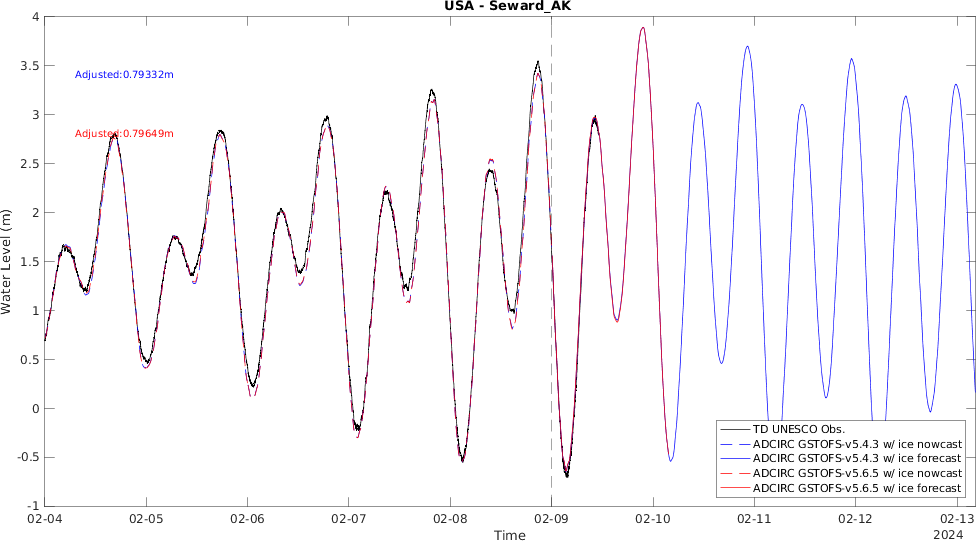 USA - Seward_AK
4
3.5
3
2.5
2
1.5
1
0.5
0
-0.5
-1
Water Level (m)
Adjusted:0.79332m
Adjusted:0.79649m
TD UNESCO Obs.
ADCIRC GSTOFS-v5.4.3 w/ ice nowcast
ADCIRC GSTOFS-v5.4.3 w/ ice forecast
ADCIRC GSTOFS-v5.6.5 w/ ice nowcast
ADCIRC GSTOFS-v5.6.5 w/ ice forecast
02-04 02-05 02-06 02-07 02-08 02-09 02-10 02-11 02-12 02-13
Time
2024